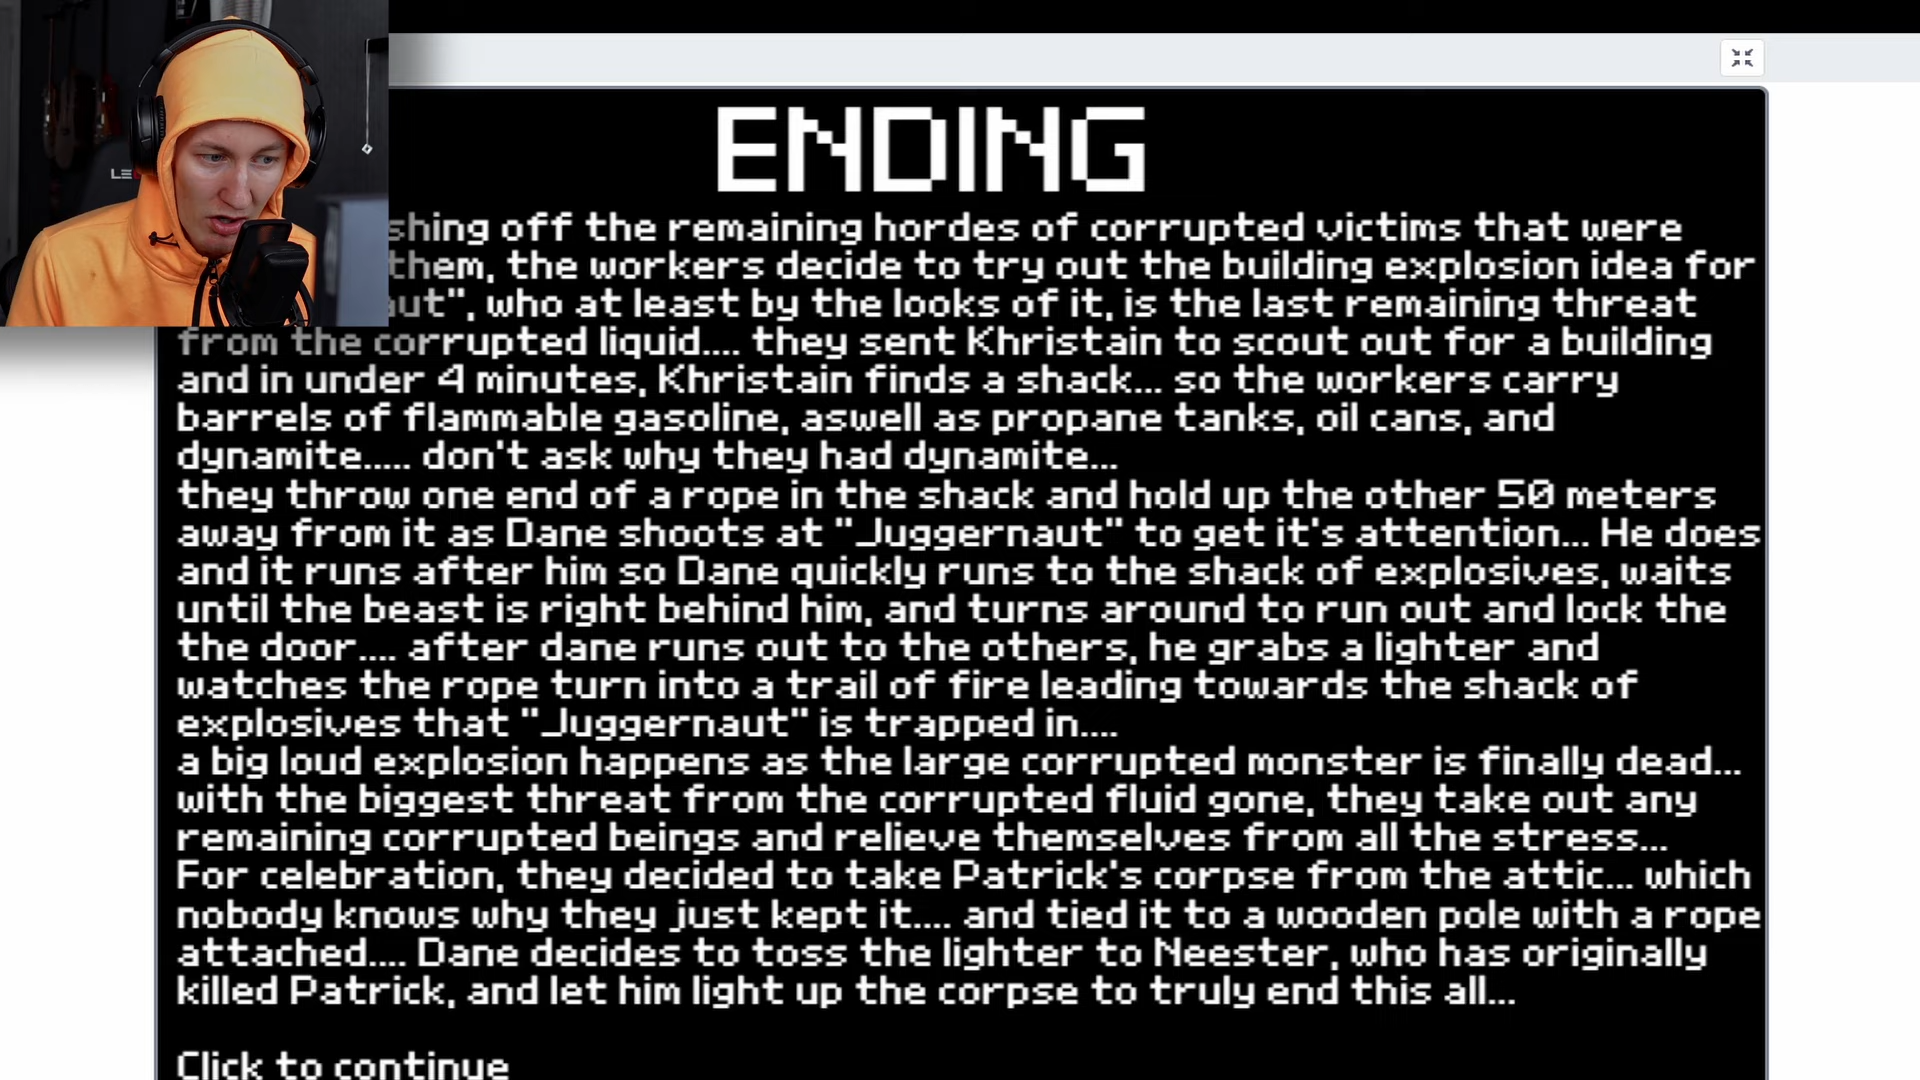 ENDING
shing off the remaining hordes of corrupted victims that were
them, the workers decide to try out the building explosion idea for
aut", who at least by the looks of it, is the last remaining threat
from the corrupted liquid.... they sent Khristain to scout out for a building
and in under 4 minutes, Khristain finds a shack... so the workers carry
barrels of flammable gasoline, aswell as propane tanks, oil cans, and
dynamite..... don't ask why they had dynamite...
they throw one end of a rope in the shack and hold up the other 50 meters
away from it as Dane shoots at "Juggernaut" to get it's attention... He does
and it runs after him so Dane quickly runs to the shack of explosives, waits
until the beast is right behind him, and turns around to run out and lock the
the door.... after dane runs out to the others, he grabs a lighter and
watches the rope turn into a trail of fire leading towards the shack of
explosives that "Juggernaut" is trapped in....
a big loud explosion happens as the large corrupted monster is finally dead...
with the biggest threat from the corrupted fluid gone, they take out any
remaining corrupted beings and relieve themselves from all the stress...
For celebration, they decided to take Patrick's corpse from the attic... which
nobody knows why they just kept it.... and tied it to a wooden pole with a rope
attached.... Dane decides to toss the lighter to Neester, who has originally
killed Patrick, and let him light up the corpse to truly end this all...
Click to continue